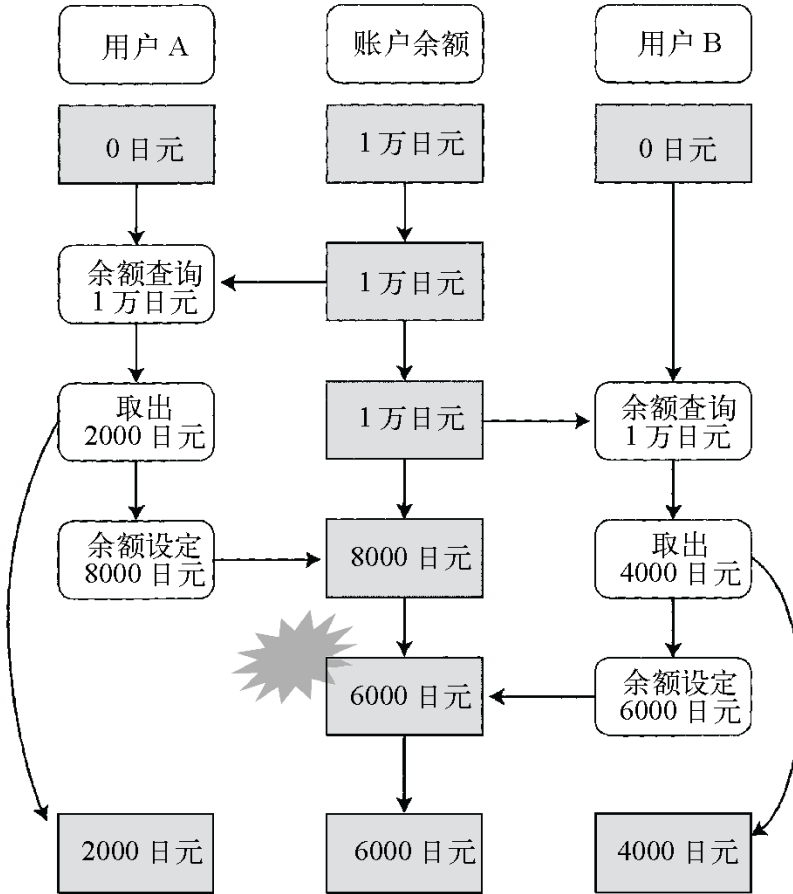 用户 A
账户余额
用户 B
0 日元
1 万日元
0 日元
余额查询
1 万日元
1 万日元
取出
2000 日元
1 万日元
余额查询
1 万日元
余额设定
8000 日元
8000 日元
取出
4000 日元
6000 日元
余额设定
6000 日元
2000 日元
6000 日元
4000 日元